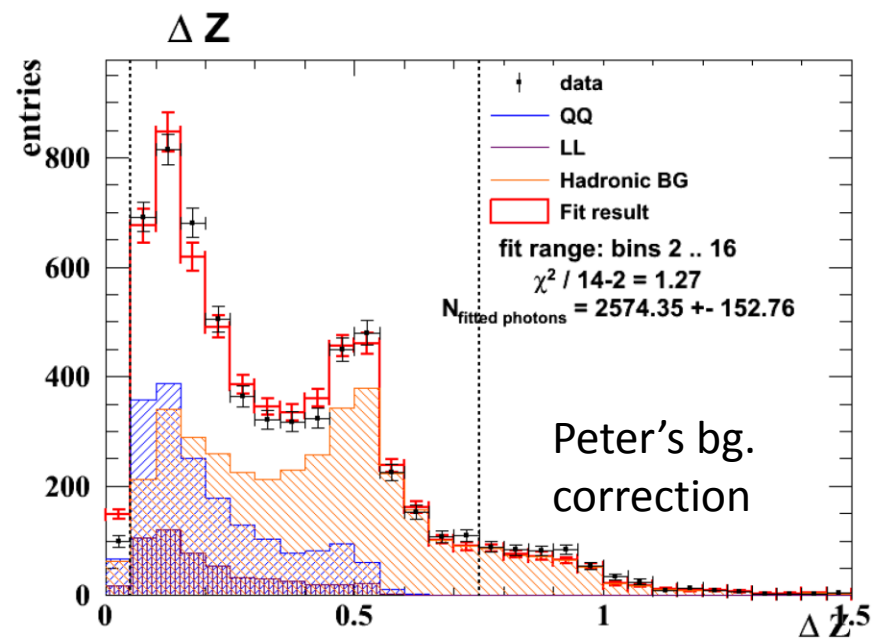 Δ Z
entries
800
600
400
200
0
data
QQ
LL
Hadronic BG
Fit result
fit range: bins 2 .. 16
χ² / 14-2 = 1.27
Nfitted photons = 2574.35 +- 152.76
Peter's bg.
correction
0 0.5 1 1.5
Δ Z